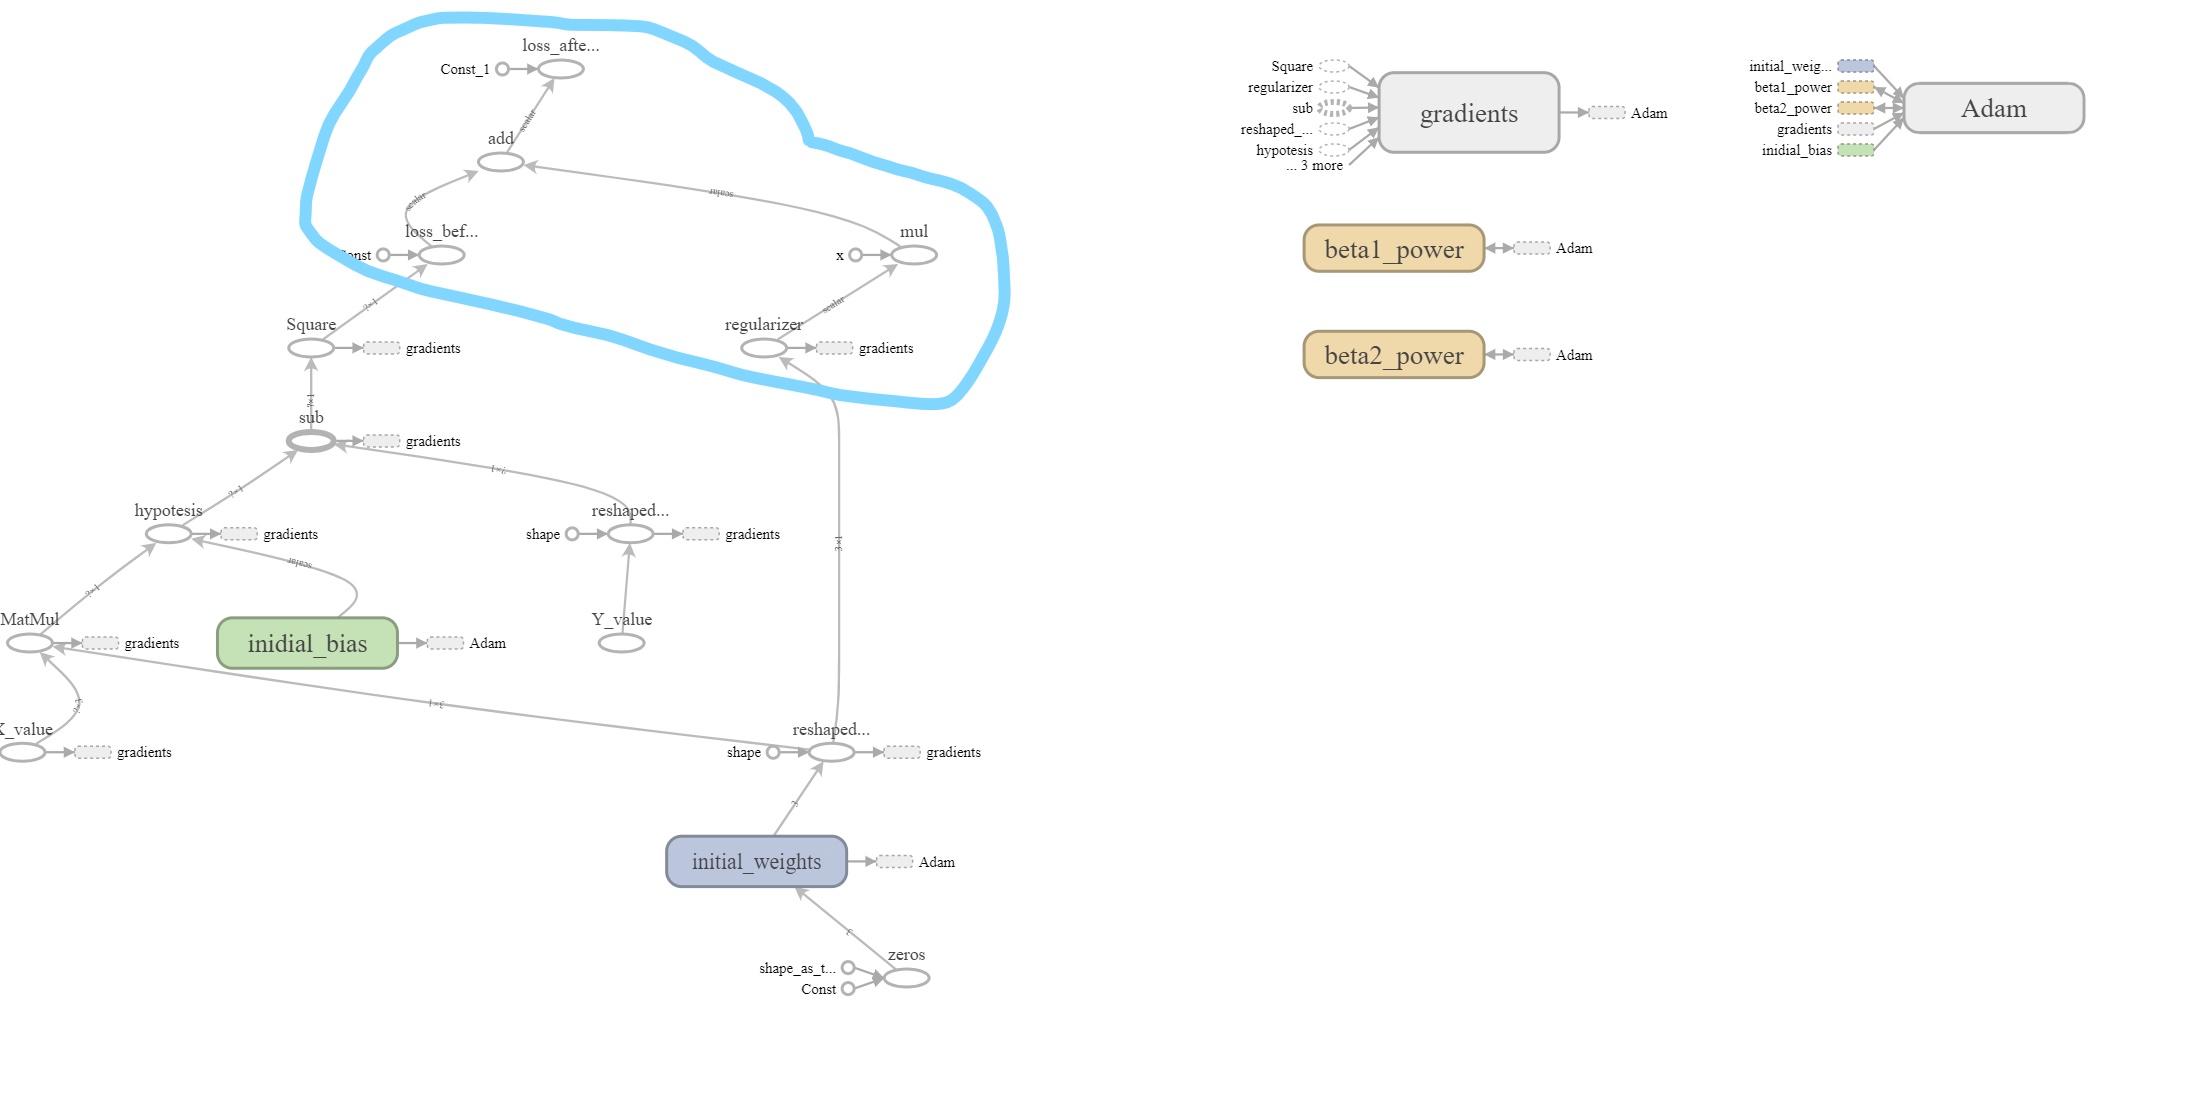 loss_afte...
Const_1
scalar
add
scalar
scalar
loss_bef...
onst
mul
x
?×1
scalar
Square
gradients
regularizer
gradients
?×1
sub
gradients
?×1
?×1
hypotesis
gradients
reshaped...
shape
gradients
scalar
3×1
?×1
MatMul
gradients
inidial_bias
Adam
Y_value
?×3
3×1
X_value
gradients
reshaped...
shape
gradients
initial_weights
Adam
3
zeros
shape_as_t...
Const
Square
regularizer
sub
reshaped_...
hypotesis
... 3 more
gradients
Adam
initial_weig...
beta1_power
beta2_power
gradients
inidial_bias
Adam
beta1_power
Adam
beta2_power
Adam